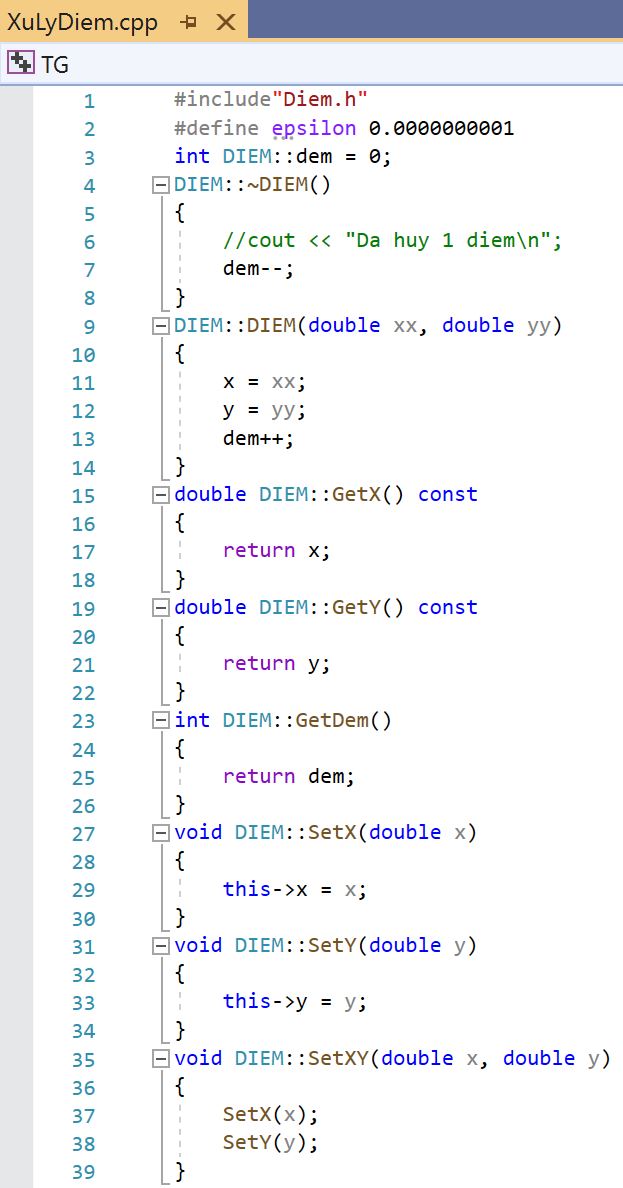 XuLyDiem.cpp
TG
1 #include"Diem.h"
2 #define epsilon 0.0000000001
3 int DIEM::dem = 0;
4 DIEM::~DIEM()
5 {
6 //cout << "Da huy 1 diem\n";
7 dem--;
8 }
9 DIEM::DIEM(double xx, double yy)
10 {
11 x = xx;
12 y = yy;
13 dem++;
14 }
15 double DIEM::GetX() const
16 {
17 return x;
18 }
19 double DIEM::GetY() const
20 {
21 return y;
22 }
23 int DIEM::GetDem()
24 {
25 return dem;
26 }
27 void DIEM::SetX(double x)
28 {
29 this->x = x;
30 }
31 void DIEM::SetY(double y)
32 {
33 this->y = y;
34 }
35 void DIEM::SetXY(double x, double y)
36 {
37 SetX(x);
38 SetY(y);
39 }